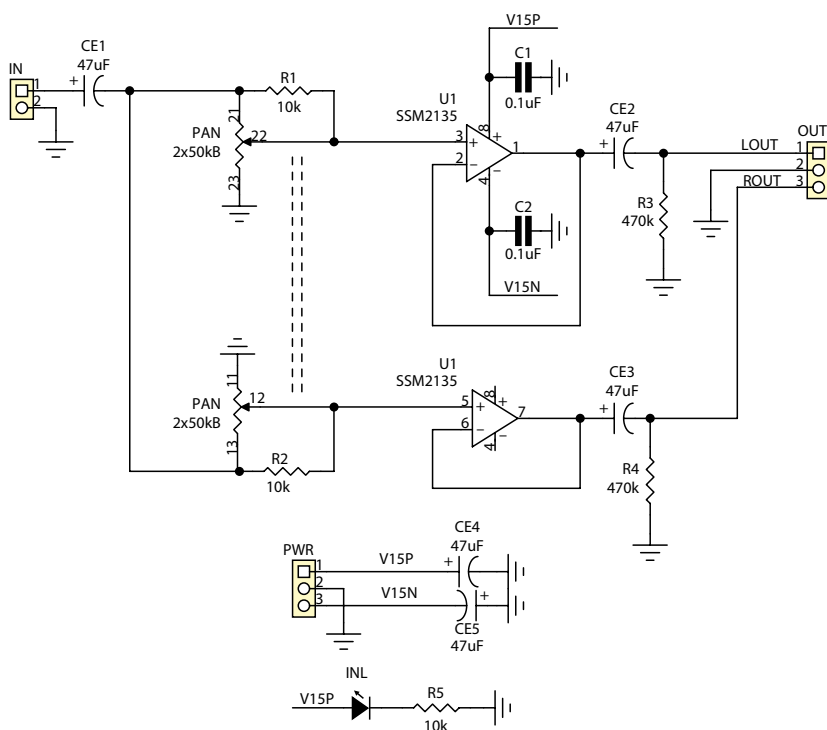 V15P
CE1
47uF
C1
IN
1
2
+
R1
10k
0.1uF
U1
SSM2135
CE2
47uF
21
PAN
2x50kB
22
23
8
+
3
+
2
−
1
4
−
+
OUT
LOUT
1
2
ROUT
3
C2
0.1uF
R3
470k
V15N
11
PAN
2x50kB
12
13
U1
SSM2135
8
+
5
+
6
−
7
4
−
CE3
47uF
+
R2
10k
R4
470k
PWR
1
2
3
V15P
CE4
47uF
+
V15N
+
CE5
47uF
INL
V15P
R5
10k